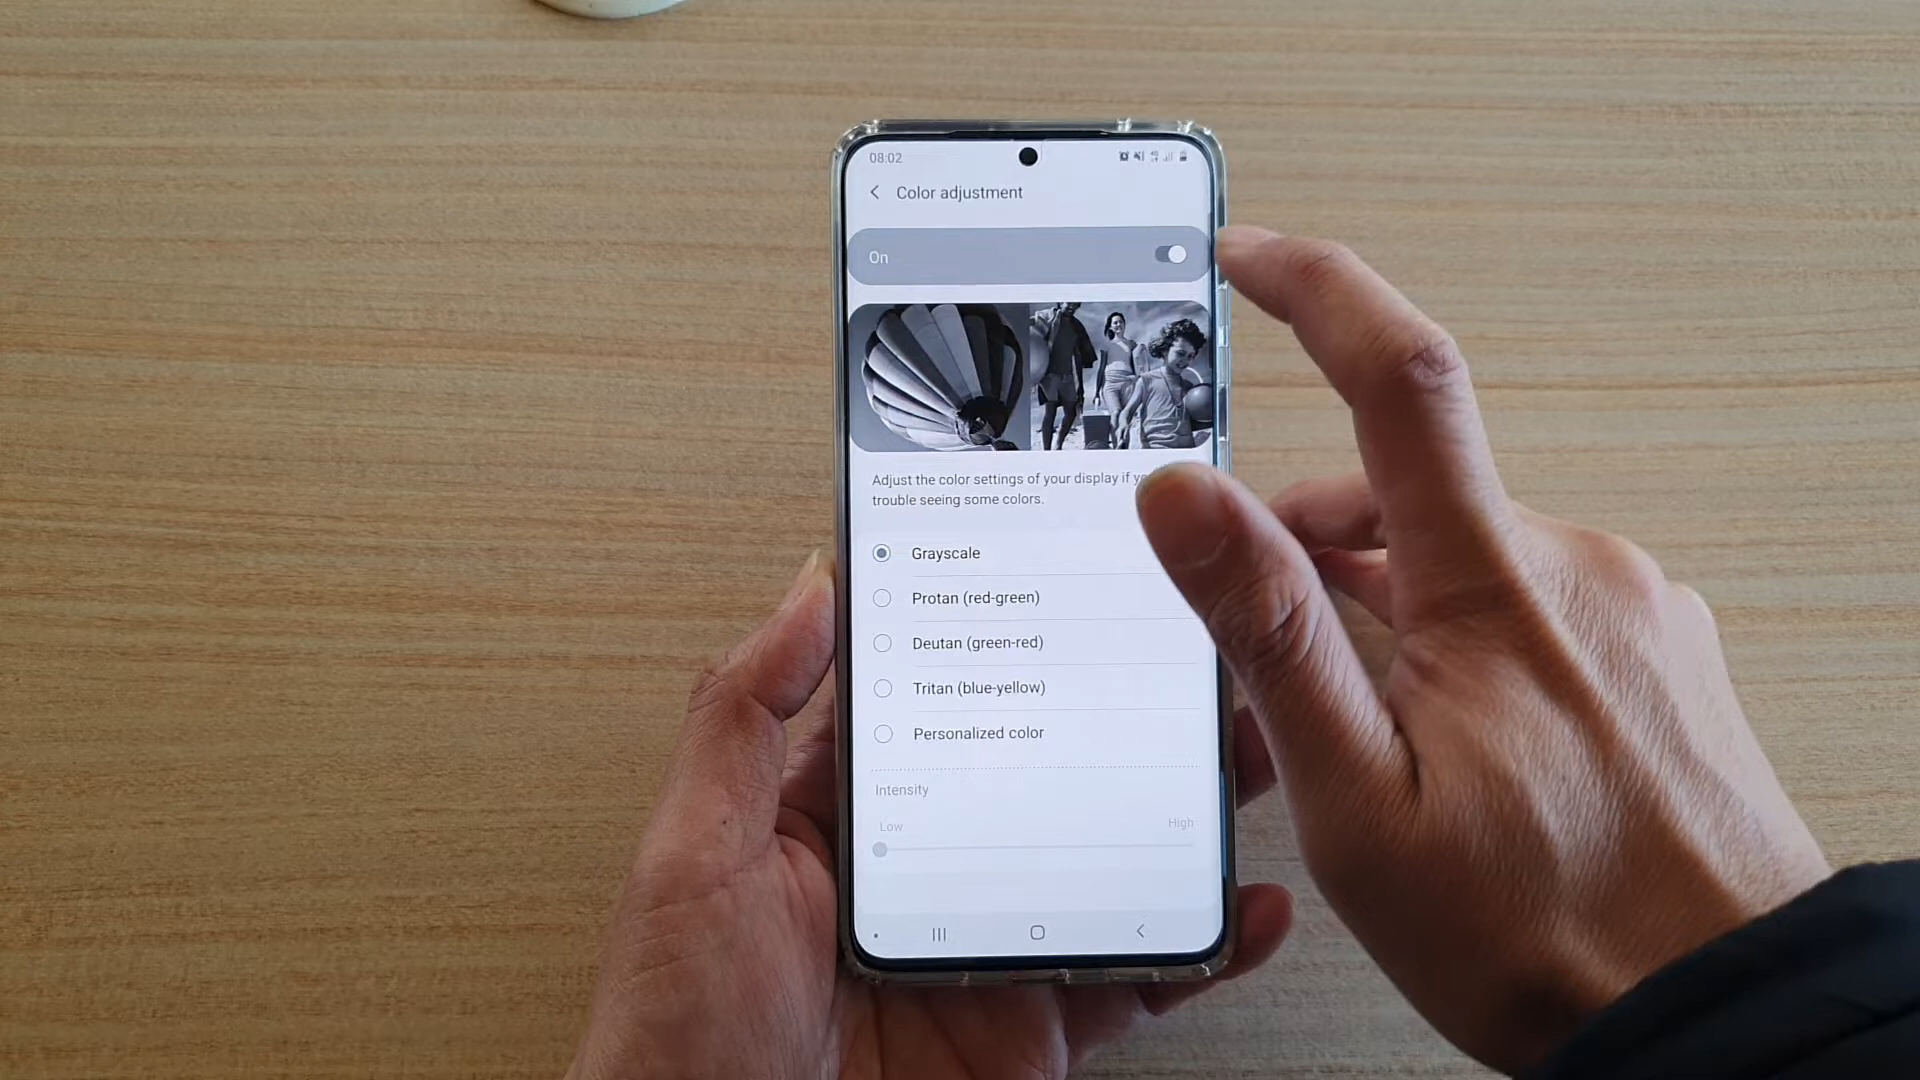 08:02
Color adjustment
On
Adjust the color settings of your display if
trouble seeing some colors.
Grayscale
Protan (red-green)
Deutan (green-red)
Tritan (blue-yellow)
Personalized color
Intensity
Low High